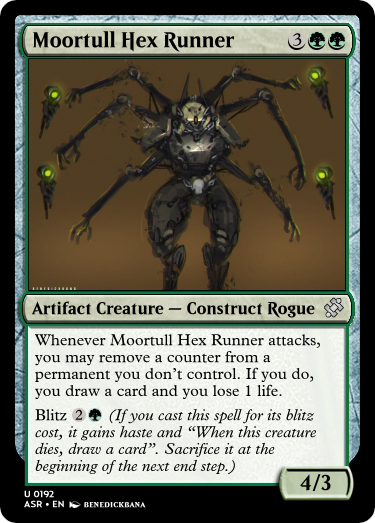 Moortull Hex Runner 3
BENEDICKBANA
Artifact Creature — Construct Rogue
Whenever Moortull Hex Runner attacks,
you may remove a counter from a
permanent you don't control. If you do,
you draw a card and you lose 1 life.
Blitz 2 (If you cast this spell for its blitz
cost, it gains haste and “When this creature
dies, draw a card”. Sacrifice it at the
beginning of the next end step.)
4/3
U 0192
ASR • EN BENEDICKBANA